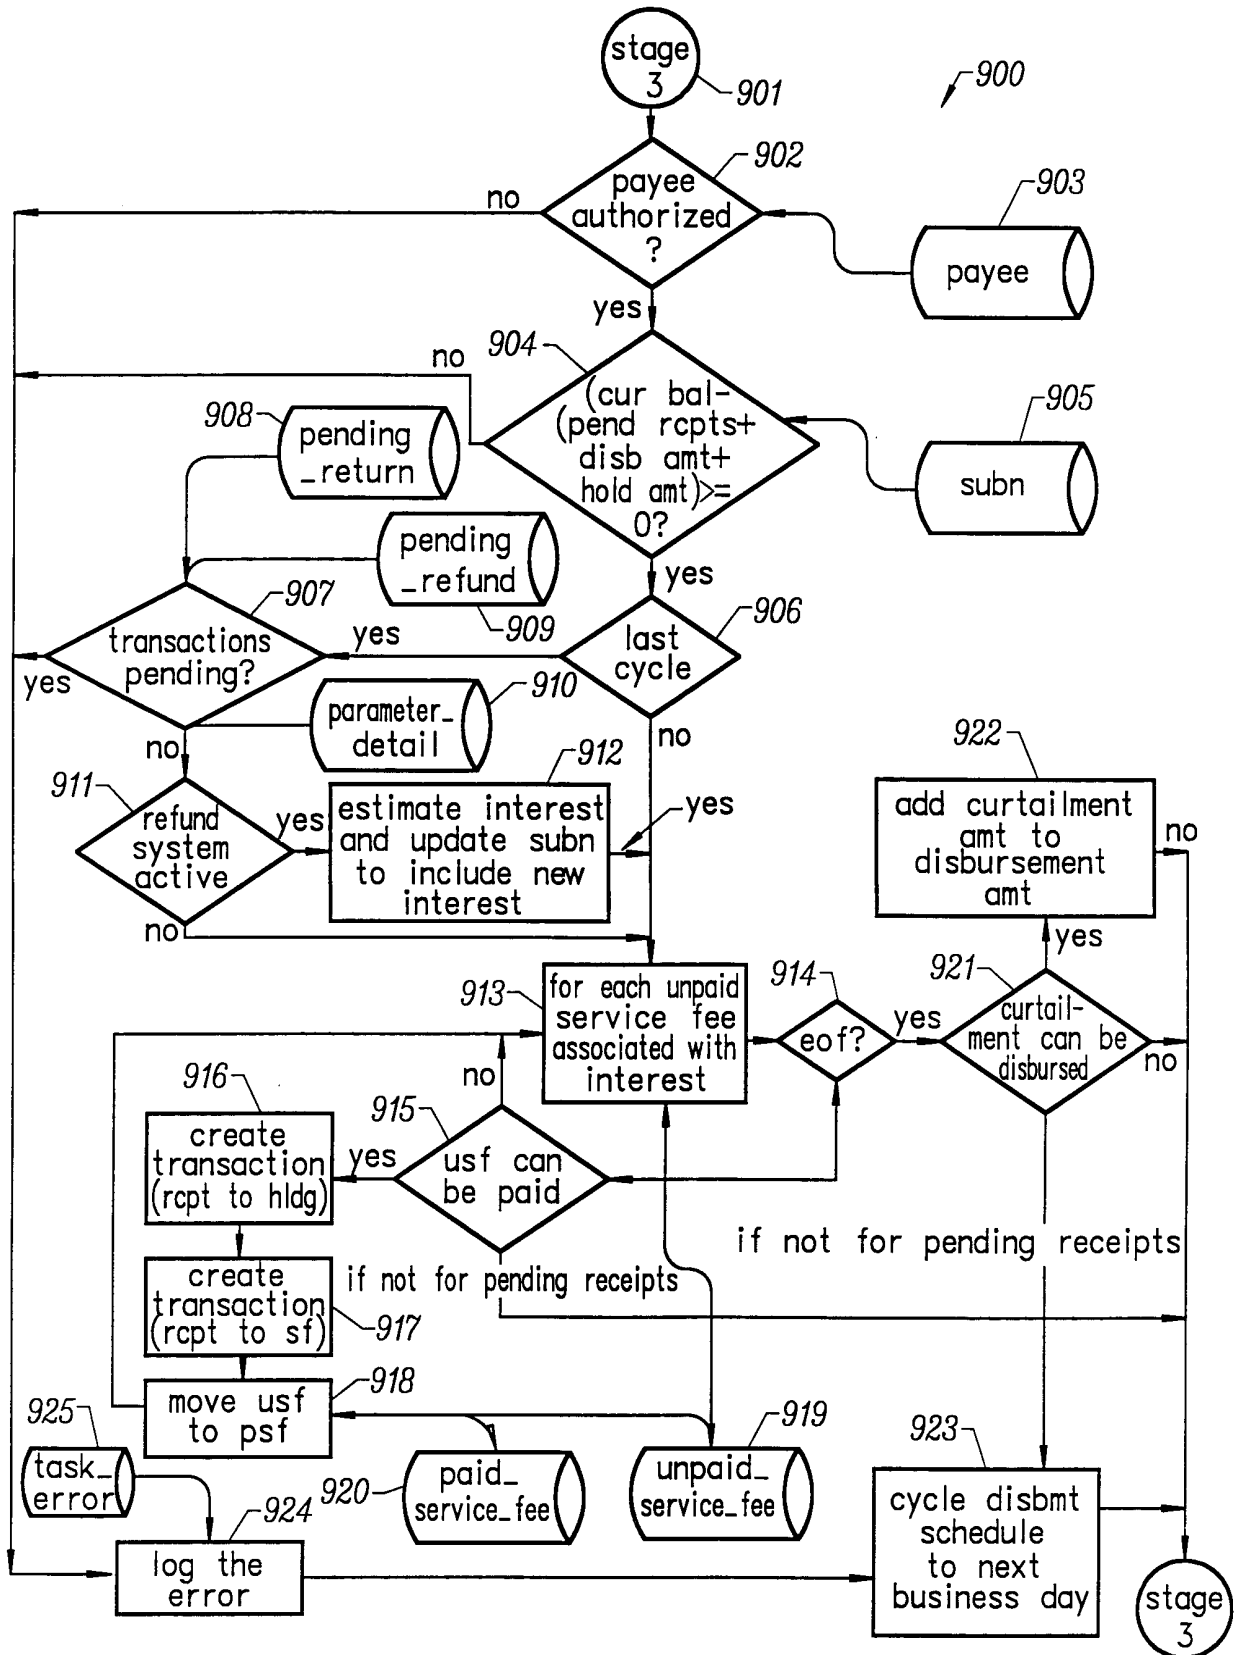 stage
3
901
900
902
payee
authorized
?
no
903
payee
yes
904
no
(cur bal-
(pend rcpts+
disb amt+
hold amt)>=
0?
905
subn
908
pending
_return
pending
_refund
909
yes
907
transactions
pending?
yes
yes
906
last
cycle
910
parameter_
detail
no
no
911
refund
system
active
yes
912
estimate interest
and update subn
to include new
interest
yes
no
922
add curtailment
amt to
disbursement
amt
no
yes
913
for each unpaid
service fee
associated with
interest
914
eof?
yes
921
curtail-
ment can be
disbursed
no
no
916
create
transaction
(rcpt to hldg)
yes
915
usf can
be paid
if not for pending receipts
create
transaction
(rcpt to sf)
917
if not for pending receipts
918
move usf
to psf
925
task_
error
920
paid_
service_fee
919
unpaid_
service_fee
923
cycle disbmt
schedule
to next
business day
924
log the
error
stage
3